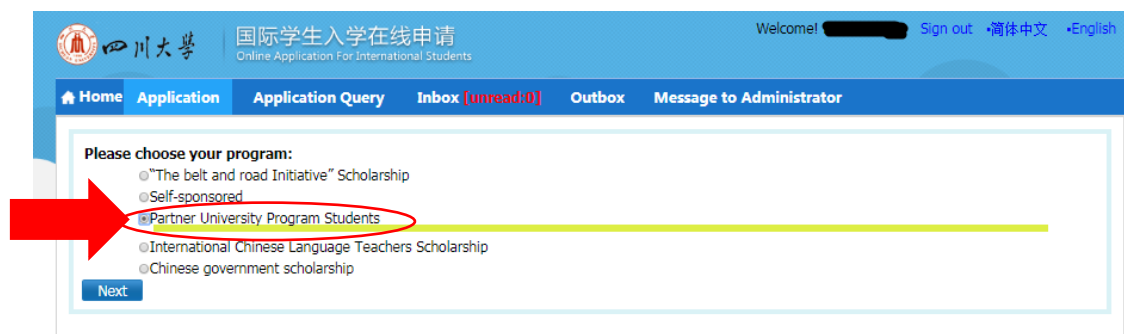 四川大学
国际学生入学在线申请
Online Application For International Students
Welcome! Sign out •简体中文 •English
Home Application Application Query Inbox [unread:0] Outbox Message to Administrator
Please choose your program:
"The belt and road Initiative" Scholarship
Self-sponsored
Partner University Program Students
International Chinese Language Teachers Scholarship
Chinese government scholarship
Next